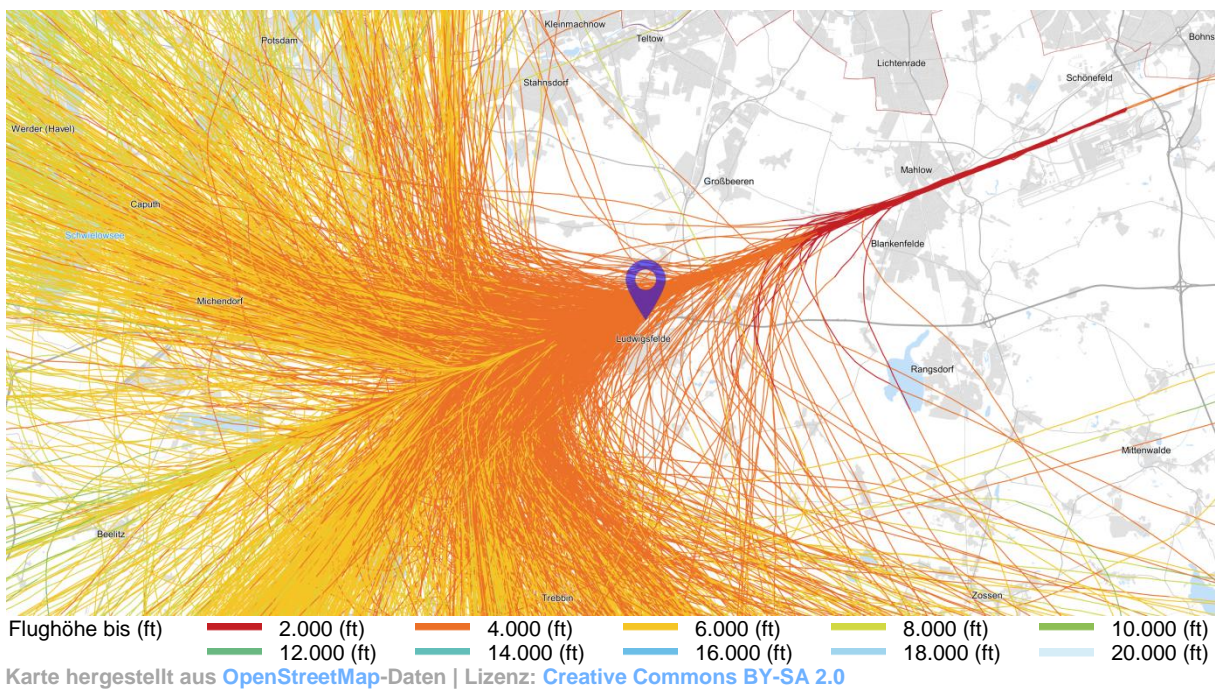 Kleinmachnow
Potsdam
Teltow
Bohns
Lichtenrade
Schönefeld
Stahnsdorf
Werder (Havel)
Mahlow
Großbeeren
Caputh
Schwielowsee
Blankenfelde
Michendorf
Ludwigsfelde
Rangsdorf
Mittenwalde
Beelitz
Trebbin
Zossen
Flughöhe bis (ft) 2.000 (ft) 4.000 (ft) 6.000 (ft) 8.000 (ft) 10.000 (ft)
12.000 (ft) 14.000 (ft) 16.000 (ft) 18.000 (ft) 20.000 (ft)
Karte hergestellt aus OpenStreetMap-Daten | Lizenz: Creative Commons BY-SA 2.0